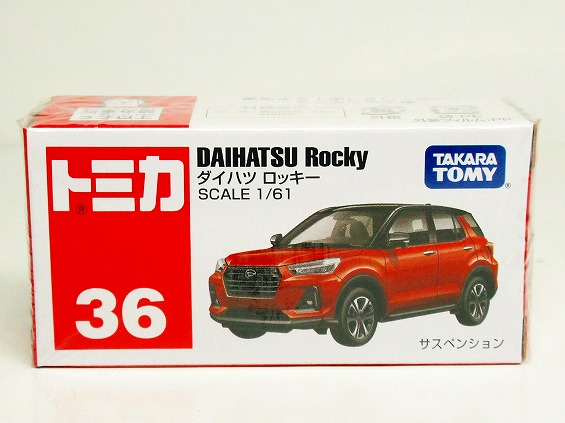 トミカ
®
36
DAIHATSU Rocky
ダイハツ ロッキー
SCALE 1/61
TAKARA
TOMY
®
サスペンション